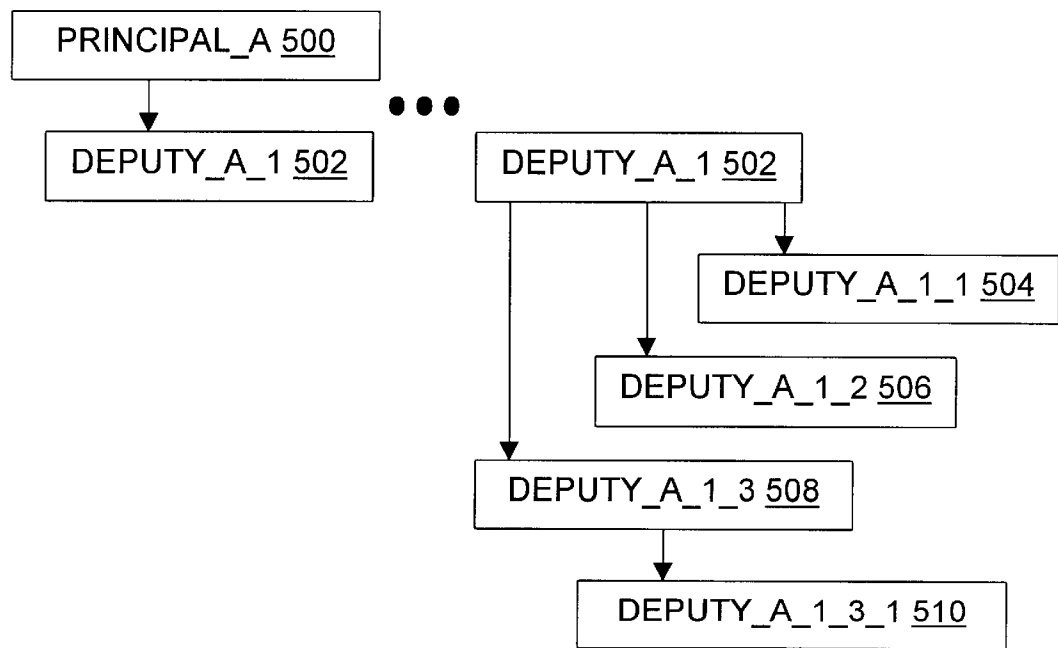 PRINCIPAL_A 500
DEPUTY_A_1 502
DEPUTY_A_1 502
DEPUTY_A_1_1 504
DEPUTY_A_1_2 506
DEPUTY_A_1_3 508
DEPUTY_A_1_3_1 510